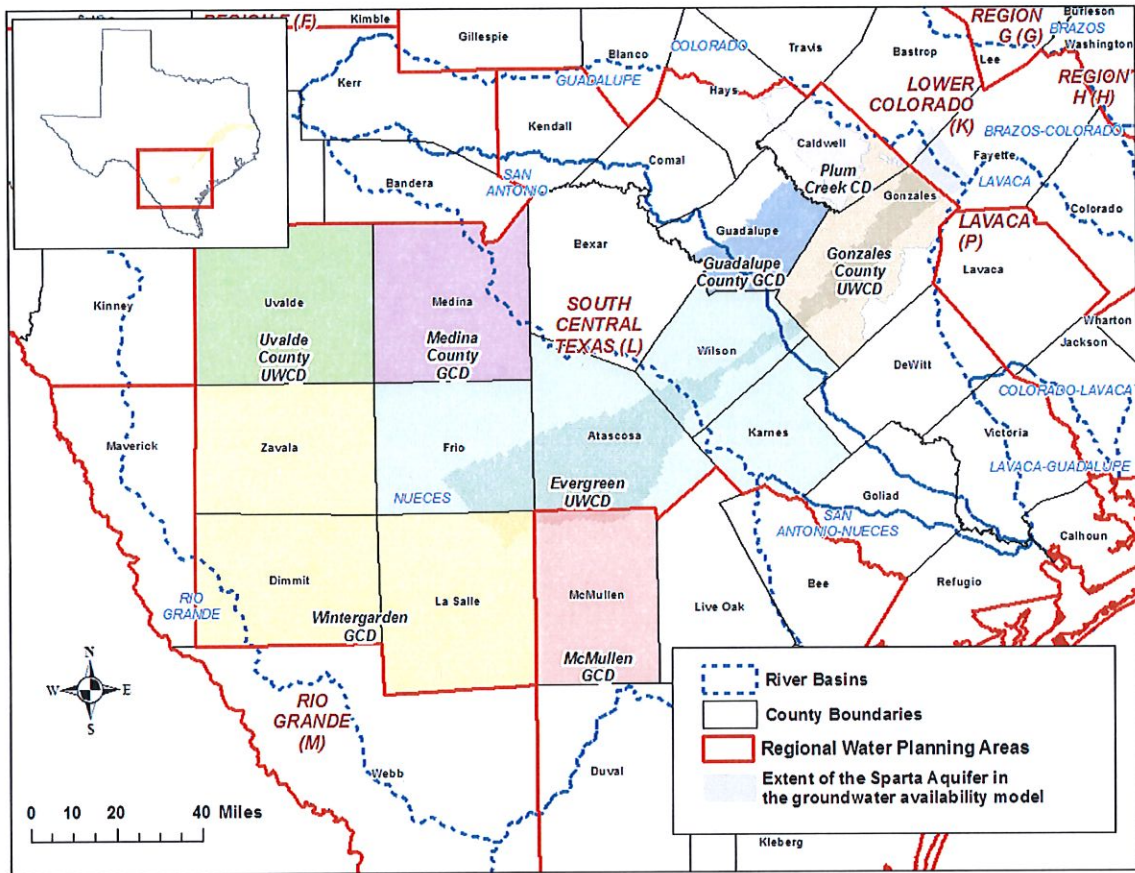 REGION F (F)
Kimble
Gillespie
Blanco
COLORADO
Travis
Bastrop
REGION
G (G)
Burleson
BRAZOS
Washington
Lee
Kerr
GUADALUPE
Hays
LOWER
COLORADO
(K)
REGION
H (H)
BRAZOS-COLORADO
Kendall
Comal
Caldwell
Plum
Creek CD
Fayette
LAVACA
Bandera
SAN
ANTONIO
Gonzales
Colorado
Bexar
Guadalupe
Guadalupe
County GCD
Gonzales
County
UWCD
LAVACA
(P)
Lavaca
Kinney
Uvalde
Uvalde
County
UWCD
Medina
Medina
County
GCD
SOUTH
CENTRAL
TEXAS (L)
Wilson
Wharton
Jackson
DeWitt
COLORADO-LAVACA
Maverick
Zavala
Frio
Atascosa
Karnes
Victoria
LAVACA-GUADALUPE
NUECES
Evergreen
UWCD
Goliad
SAN
ANTONIO-NUECES
Calhoun
Dimmit
La Salle
McMullen
Live Oak
Bee
Refugio
RIO
GRANDE
Wintergarden
GCD
McMullen
GCD
N
W E
S
RIO
GRANDE
(M)
Webb
Duval
River Basins
County Boundaries
Regional Water Planning Areas
Extent of the Sparta Aquifer in
the groundwater availability model
0 10 20 40 Miles
Kleberg